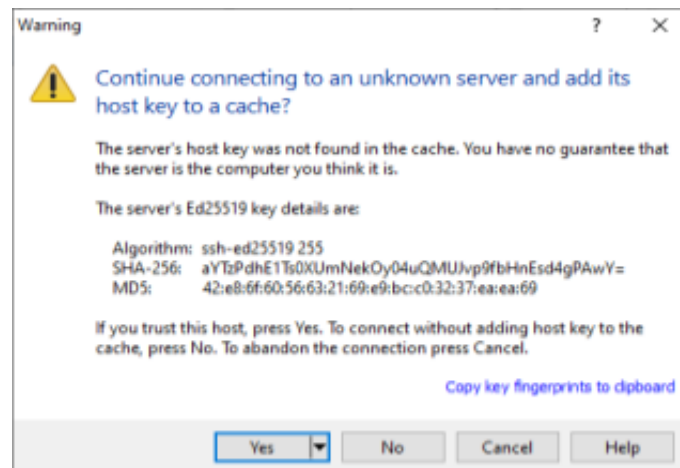 Warning
?
Continue connecting to an unknown server and add its
host key to a cache?
The server's host key was not found in the cache. You have no guarantee that
the server is the computer you think it is.
The server's Ed25519 key details are:
Algorithm: ssh-ed25519 255
SHA-256: aYTzPdhE1Ts0XUmNekOy04uQMUJvp9fbHnEsd4gPAwY=
MD5: 42:e8:6f:60:56:63:21:69:e9:bc:c0:32:37:ea:ea:69
If you trust this host, press Yes. To connect without adding host key to the
cache, press No. To abandon the connection press Cancel.
Copy key fingerprints to clipboard
Yes No Cancel Help